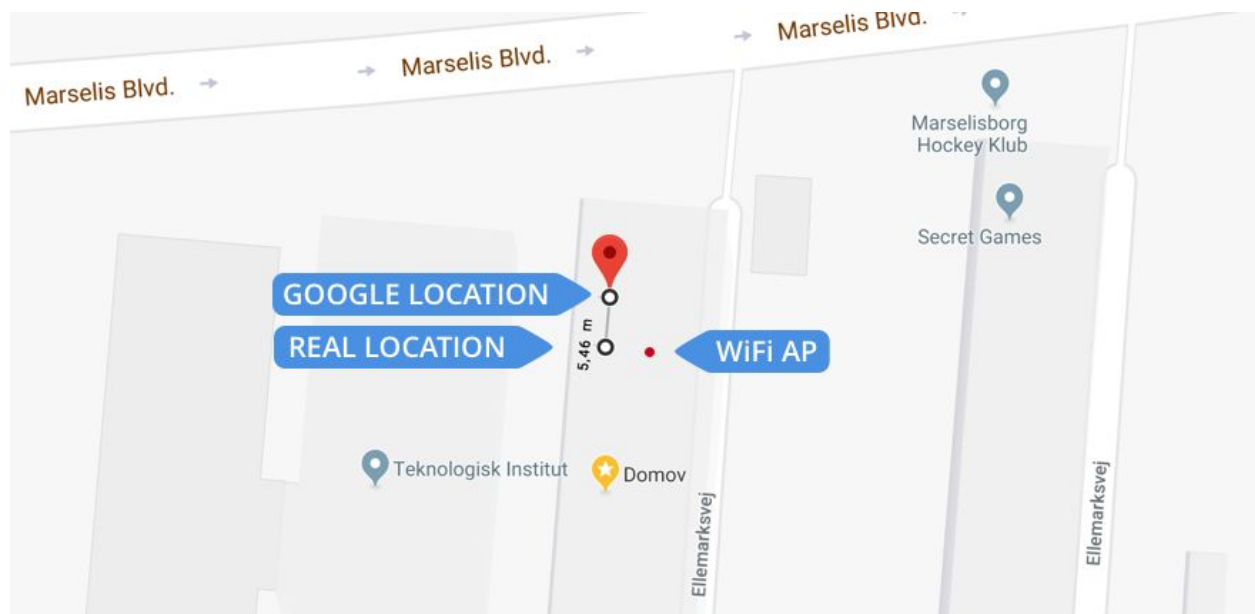 Marselis Blvd.
Marselis Blvd.
Marselis Blvd.
Marselisborg
Hockey Klub
Secret Games
GOOGLE LOCATION
REAL LOCATION
5,46 m
WiFi AP
Teknologisk Institut
Domov
Ellemarksvej
Ellemarksvej